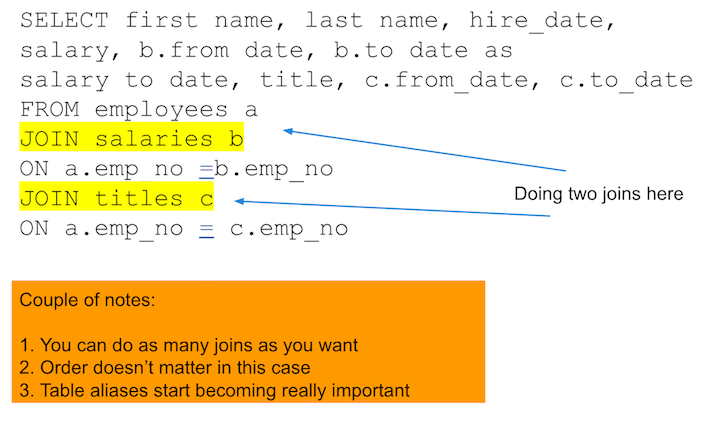 SELECT first name, last name, hire_date,
salary, b.from date, b.to date as
salary to date, title, c.from_date, c.to_date
FROM employees a
JOIN salaries b
ON a.emp no =b.emp_no
JOIN titles c
ON a.emp_no = c.emp_no
Doing two joins here
Couple of notes:
1. You can do as many joins as you want
2. Order doesn’t matter in this case
3. Table aliases start becoming really important